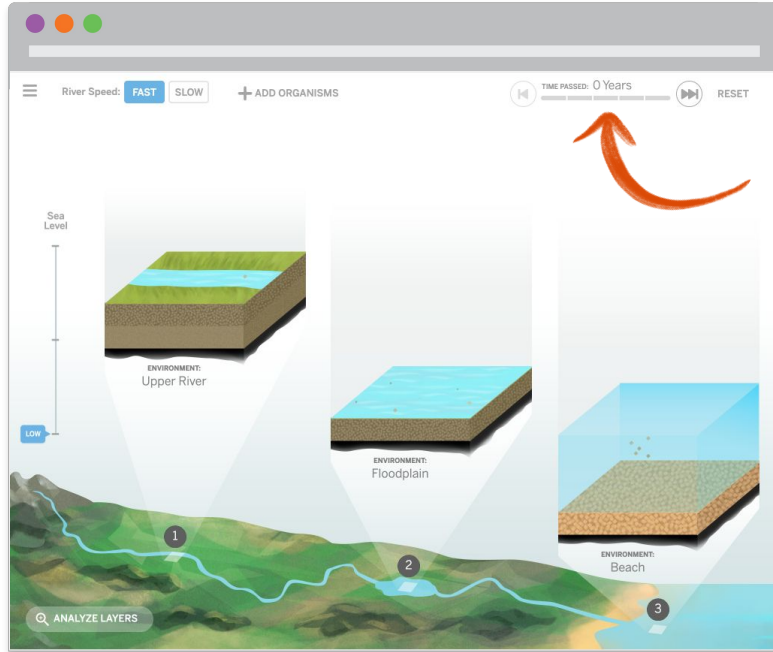 River Speed: FAST SLOW + ADD ORGANISMS
TIME PASSED: 0 Years
RESET
Sea
Level
LOW
ENVIRONMENT:
Upper River
ENVIRONMENT:
Floodplain
ENVIRONMENT:
Beach
1
2
3
ANALYZE LAYERS